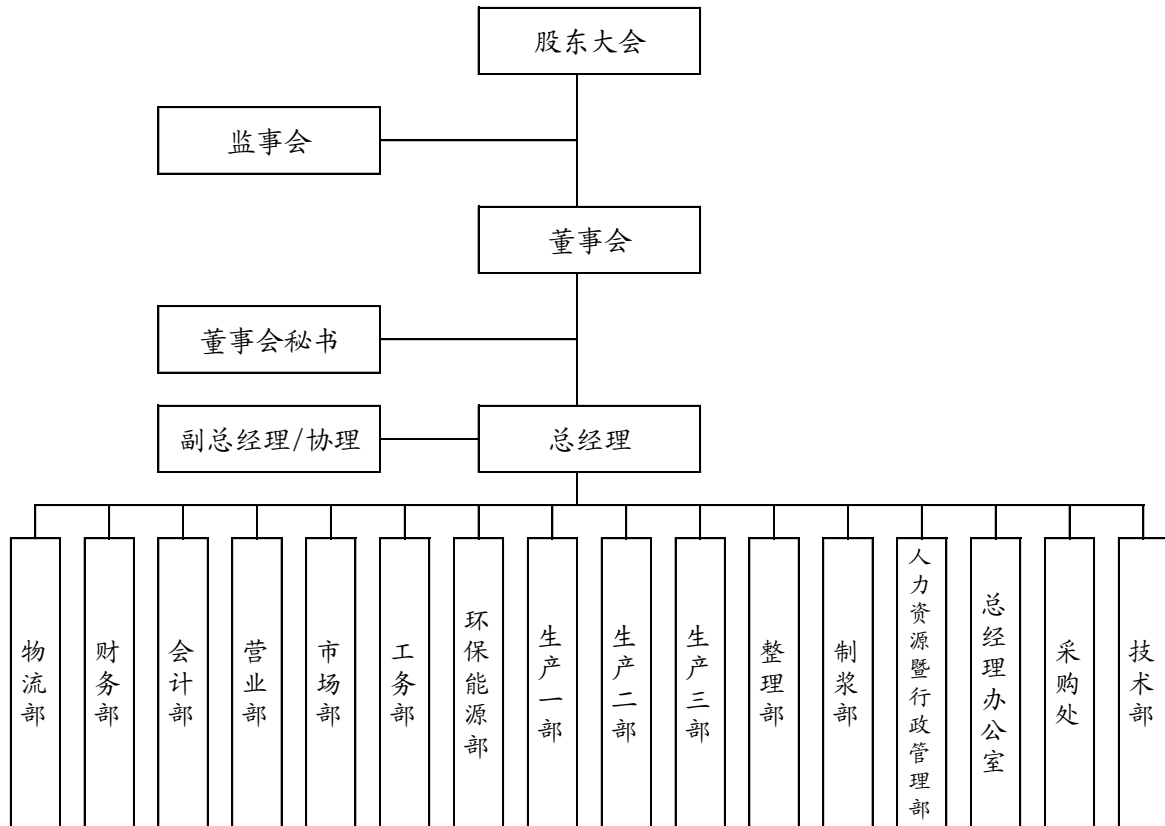 股东大会
监事会
董事会
董事会秘书
副总经理/协理
总经理
物流部
财务部
会计部
营业部
市场部
工务部
环保能源部
生产一部
生产二部
生产三部
整理部
制浆部
人力资源暨行政管理部
总经理办公室
采购处
技术部